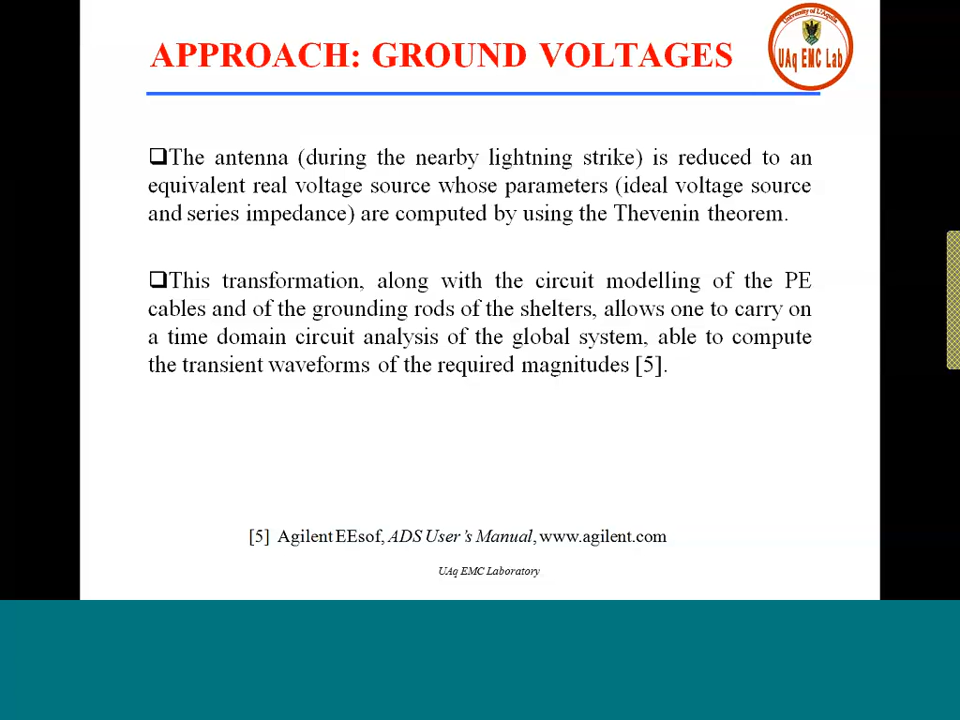 University of L'Aquila
UAq EMC Lab
APPROACH: GROUND VOLTAGES
❑The antenna (during the nearby lightning strike) is reduced to an
equivalent real voltage source whose parameters (ideal voltage source
and series impedance) are computed by using the Thevenin theorem.
❑This transformation, along with the circuit modelling of the PE
cables and of the grounding rods of the shelters, allows one to carry on
a time domain circuit analysis of the global system, able to compute
the transient waveforms of the required magnitudes [5].
[5] Agilent EEsof, ADS User's Manual, www.agilent.com
UAq EMC Laboratory